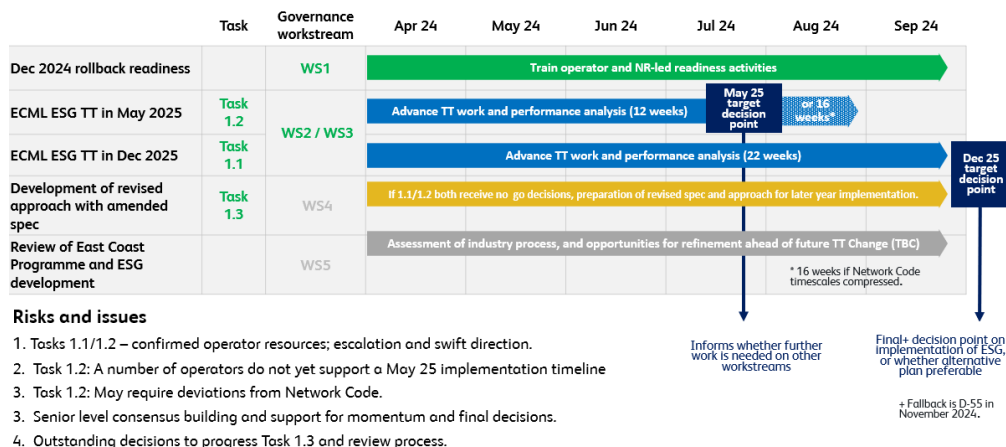 Task
Governance
workstream
Apr 24
May 24
Jun 24
Jul 24
Aug 24
Sep 24
Dec 2024 rollback readiness
WS1
Train operator and NR-led readiness activities
ECML ESG TT in May 2025
Task
1.2
WS2 / WS3
Advance TT work and performance analysis (12 weeks)
May 25
target
decision
point
or 16
weeks*
ECML ESG TT in Dec 2025
Task
1.1
Advance TT work and performance analysis (22 weeks)
Dec 25
target
decision
point
Development of revised
approach with amended
spec
Task
1.3
WS4
If 1.1/1.2 both receive no go decisions, preparation of revised spec and approach for later year implementation.
Review of East Coast
Programme and ESG
development
WS5
Assessment of industry process, and opportunities for refinement ahead of future TT Change (TBC)
* 16 weeks if Network Code
timescales compressed.
Risks and issues
1. Tasks 1.1/1.2 – confirmed operator resources; escalation and swift direction.
2. Task 1.2: A number of operators do not yet support a May 25 implementation timeline
3. Task 1.2: May require deviations from Network Code.
3. Senior level consensus building and support for momentum and final decisions.
4. Outstanding decisions to progress Task 1.3 and review process.
Informs whether further
work is needed on other
workstreams
Final+ decision point on
implementation of ESG,
or whether alternative
plan preferable
+ Fallback is D-55 in
November 2024.